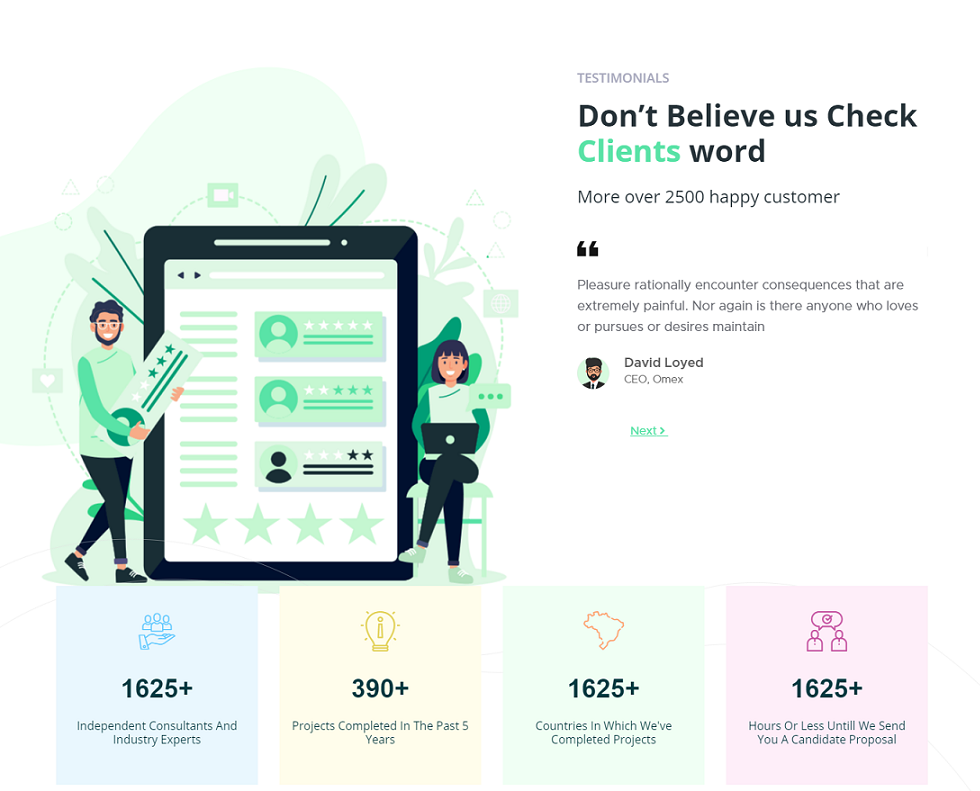 TESTIMONIALS
Don’t Believe us Check
Clients word
More over 2500 happy customer
“
Pleasure rationally encounter consequences that are
extremely painful. Nor again is there anyone who loves
or pursues or desires maintain
David Loyed
CEO, Omex
Next >
1625+
Independent Consultants And
Industry Experts
390+
Projects Completed In The Past 5
Years
1625+
Countries In Which We've
Completed Projects
1625+
Hours Or Less Untill We Send
You A Candidate Proposal